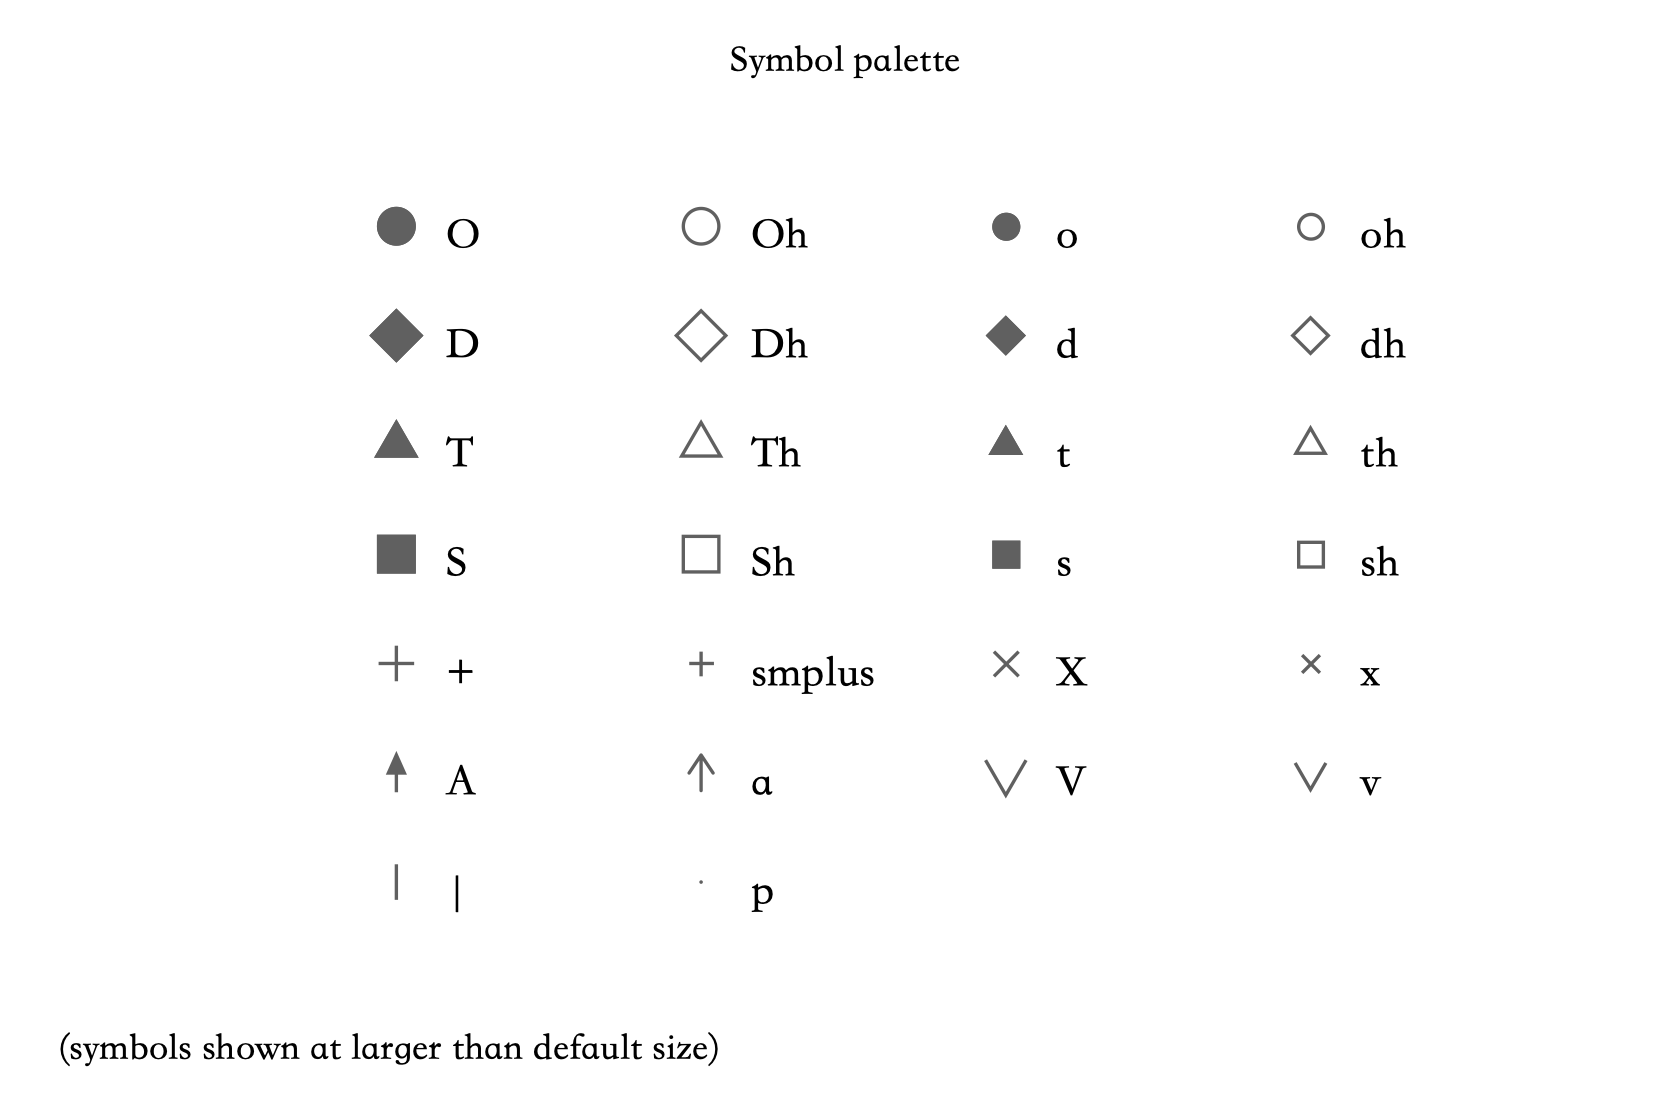 Symbol palette
O Oh o oh
D Dh d dh
T Th t th
S Sh s sh
+ smplus X x
A a V v
| p
(symbols shown at larger than default size)